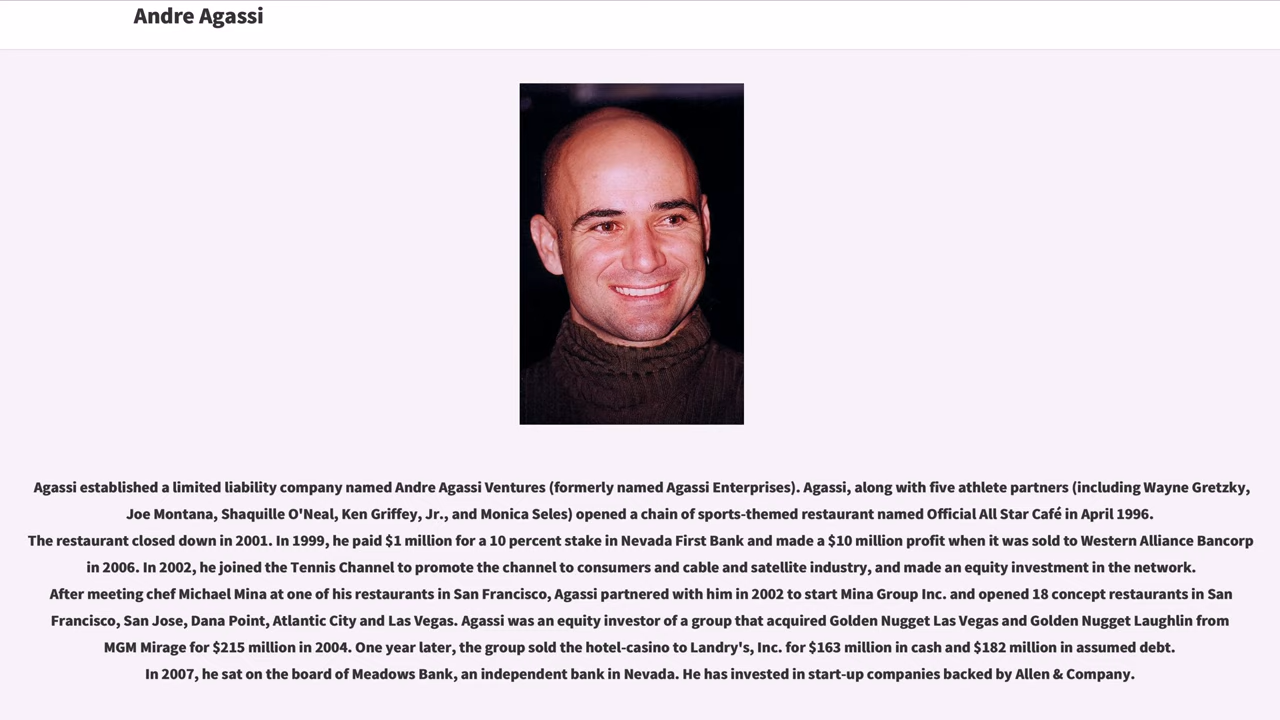 Andre Agassi
Agassi established a limited liability company named Andre Agassi Ventures (formerly named Agassi Enterprises). Agassi, along with five athlete partners (including Wayne Gretzky,
Joe Montana, Shaquille O'Neal, Ken Griffey, Jr., and Monica Seles) opened a chain of sports-themed restaurant named Official All Star Café in April 1996.
The restaurant closed down in 2001. In 1999, he paid $1 million for a 10 percent stake in Nevada First Bank and made a $10 million profit when it was sold to Western Alliance Bancorp
in 2006. In 2002, he joined the Tennis Channel to promote the channel to consumers and cable and satellite industry, and made an equity investment in the network.
After meeting chef Michael Mina at one of his restaurants in San Francisco, Agassi partnered with him in 2002 to start Mina Group Inc. and opened 18 concept restaurants in San
Francisco, San Jose, Dana Point, Atlantic City and Las Vegas. Agassi was an equity investor of a group that acquired Golden Nugget Las Vegas and Golden Nugget Laughlin from
MGM Mirage for $215 million in 2004. One year later, the group sold the hotel-casino to Landry's, Inc. for $163 million in cash and $182 million in assumed debt.
In 2007, he sat on the board of Meadows Bank, an independent bank in Nevada. He has invested in start-up companies backed by Allen & Company.